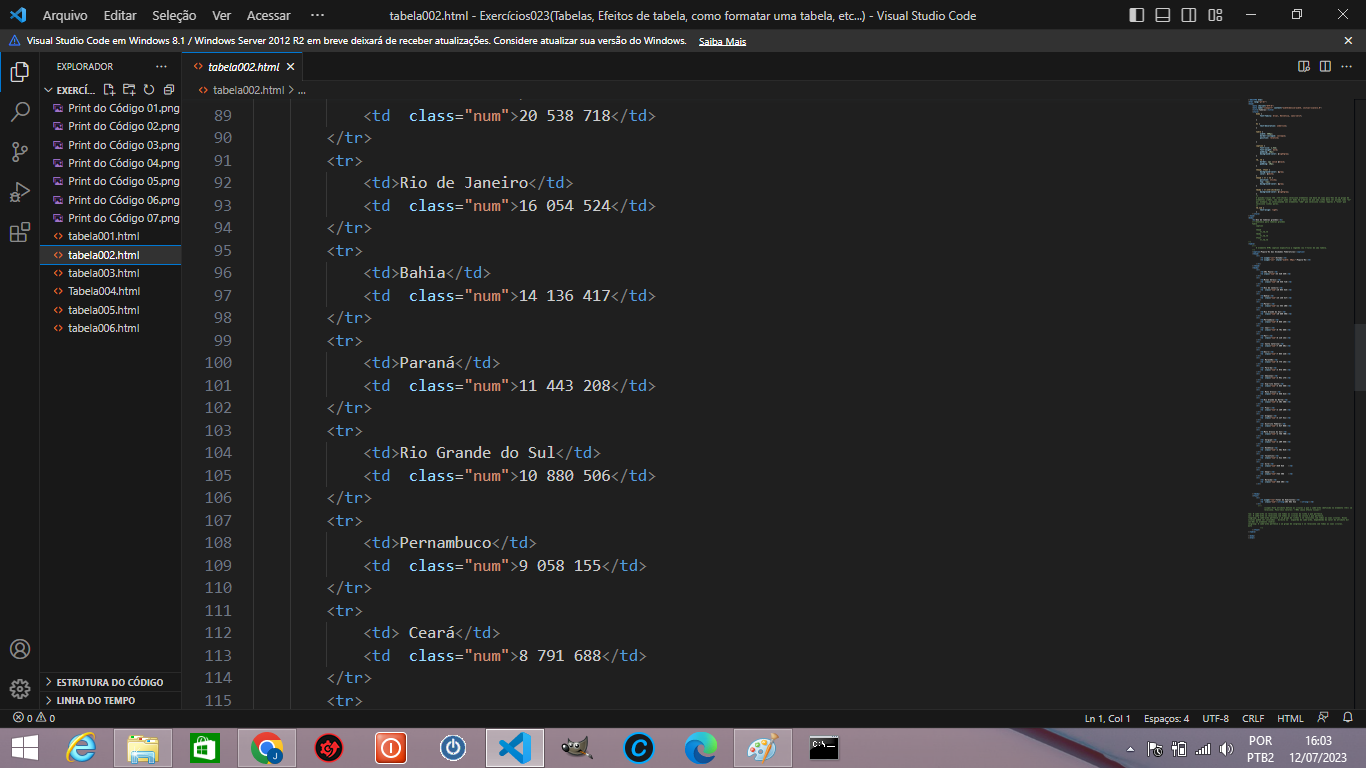 Arquivo Editar Seleção Ver Acessar ··· tabela002.html - Exercícios023(Tabelas, Efeitos de tabela, como formatar uma tabela, etc...) - Visual Studio Code
Visual Studio Code em Windows 8.1 / Windows Server 2012 R2 em breve deixará de receber atualizações. Considere atualizar sua versão do Windows. Saiba Mais
EXPLORADOR ···
EXERCÍ...
Print do Código 01.png
Print do Código 02.png
Print do Código 03.png
Print do Código 04.png
Print do Código 05.png
Print do Código 06.png
Print do Código 07.png
tabela001.html
tabela002.html
tabela003.html
Tabela004.html
tabela005.html
tabela006.html
ESTRUTURA DO CÓDIGO
LINHA DO TEMPO
tabela002.html
tabela002.html > ...
89 <td  class="num">20 538 718</td>
90 </tr>
91 <tr>
92 <td>Rio de Janeiro</td>
93 <td  class="num">16 054 524</td>
94 </tr>
95 <tr>
96 <td>Bahia</td>
97 <td  class="num">14 136 417</td>
98 </tr>
99 <tr>
100 <td>Paraná</td>
101 <td  class="num">11 443 208</td>
102 </tr>
103 <tr>
104 <td>Rio Grande do Sul</td>
105 <td  class="num">10 880 506</td>
106 </tr>
107 <tr>
108 <td>Pernambuco</td>
109 <td  class="num">9 058 155</td>
110 </tr>
111 <tr>
112 <td> Ceará</td>
113 <td  class="num">8 791 688</td>
114 </tr>
115 <tr>
0 0 Ln 1, Col 1 Espaços: 4 UTF-8 CRLF HTML
POR 16:03
PTB2 12/07/2023